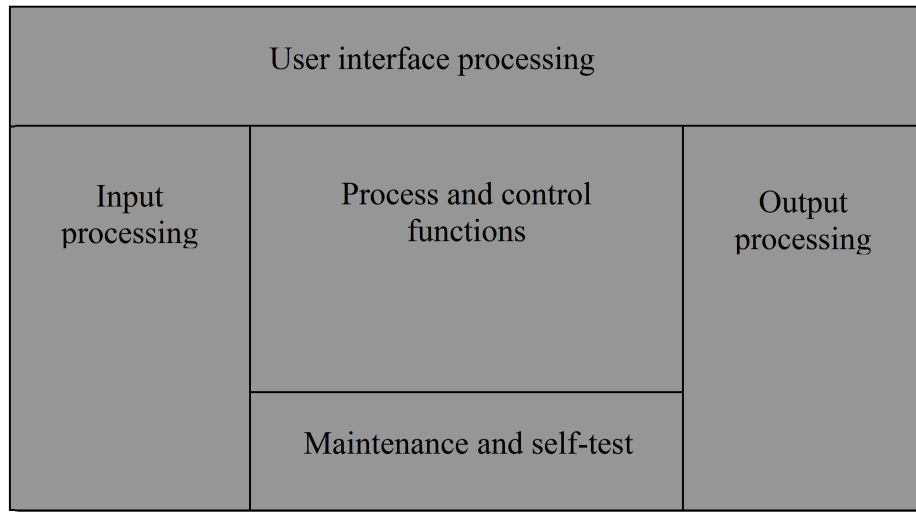 User interface processing
Input
processing
Process and control
functions
Output
processing
Maintenance and self-test